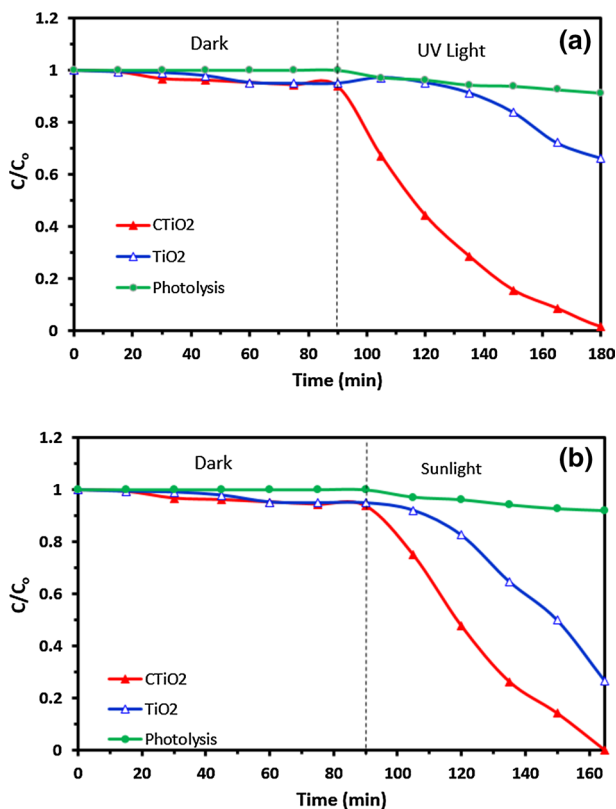 1.2
Dark
UV Light
(a)
1
0.8
0.6
0.4
0.2
0
C/Co
CTiO2
TiO2
Photolysis
0 20 40 60 80 100 120 140 160 180
Time (min)
1.2
Dark
Sunlight
(b)
1
0.8
0.6
0.4
0.2
0
C/Co
CTiO2
TiO2
Photolysis
0 20 40 60 80 100 120 140 160
Time (min)